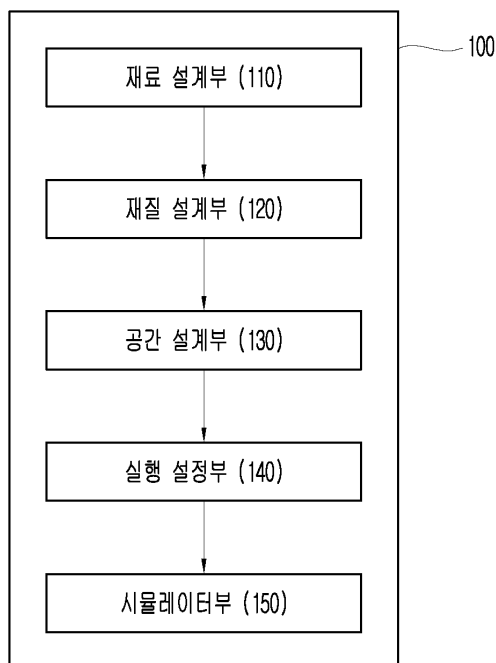 100
재료 설계부 (110)
재질 설계부 (120)
공간 설계부 (130)
실행 설정부 (140)
시뮬레이터부 (150)